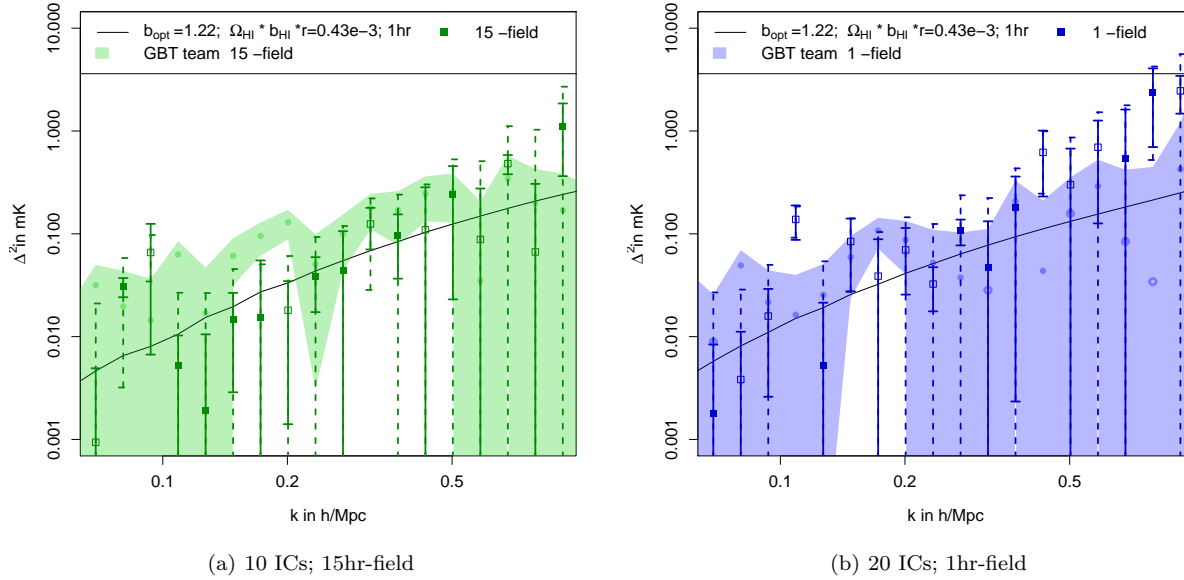 b_opt =1.22; Ω_HI * b_HI *r=0.43e−3; 1hr
15 −field
GBT team 15 −field
10.000
1.000
0.100
0.010
0.001
Δ²in mK
0.1 0.2 0.5
k in h/Mpc
(a) 10 ICs; 15hr-field
b_opt =1.22; Ω_HI * b_HI *r=0.43e−3; 1hr
1 −field
GBT team 1 −field
10.000
1.000
0.100
0.010
0.001
Δ²in mK
0.1 0.2 0.5
k in h/Mpc
(b) 20 ICs; 1hr-field